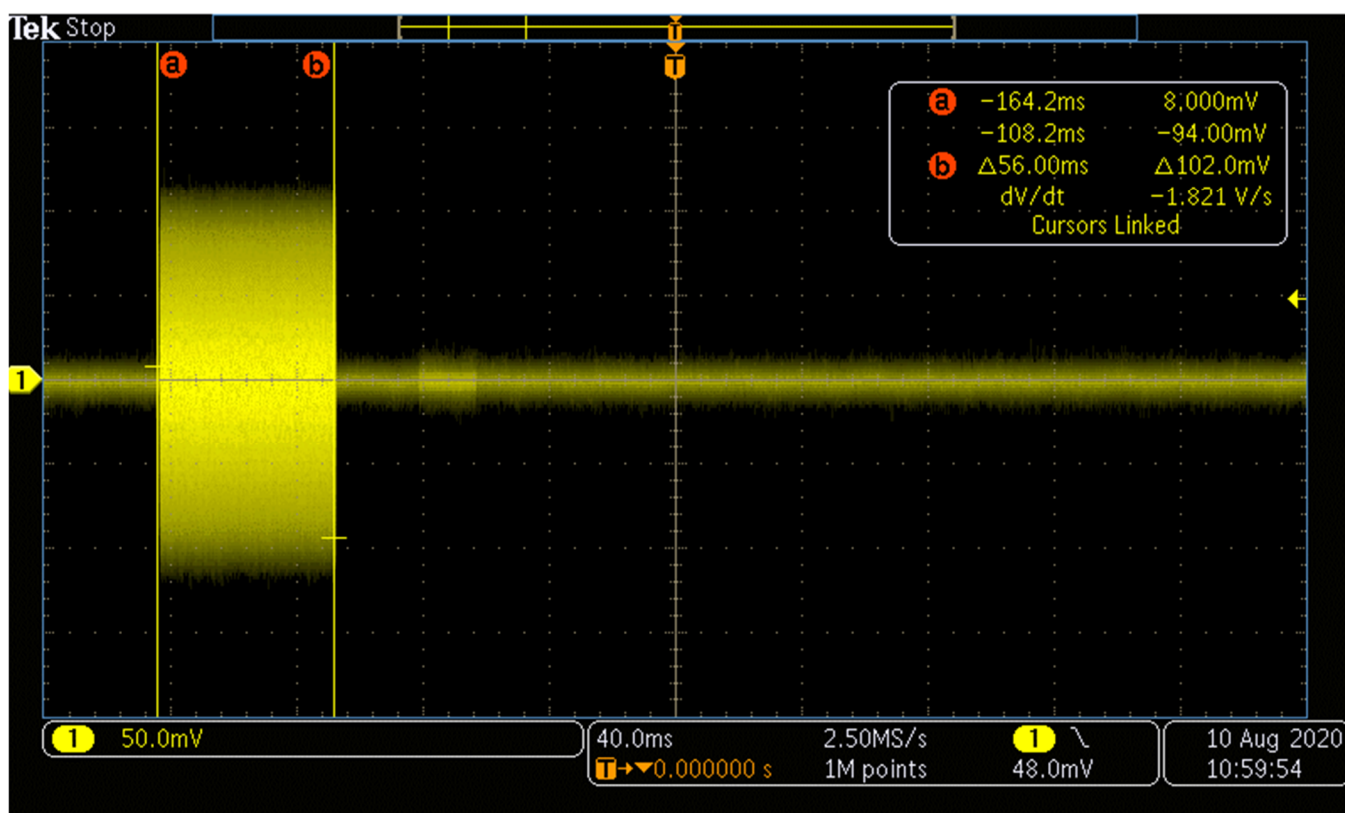 Tek Stop
T
a b T
a -164.2ms 8.000mV
-108.2ms -94.00mV
b Δ56.00ms Δ102.0mV
dV/dt -1.821 V/s
Cursors Linked
1
1 50.0mV
40.0ms 2.50MS/s 1 \
T→▼0.000000 s 1M points 48.0mV
10 Aug 2020
10:59:54